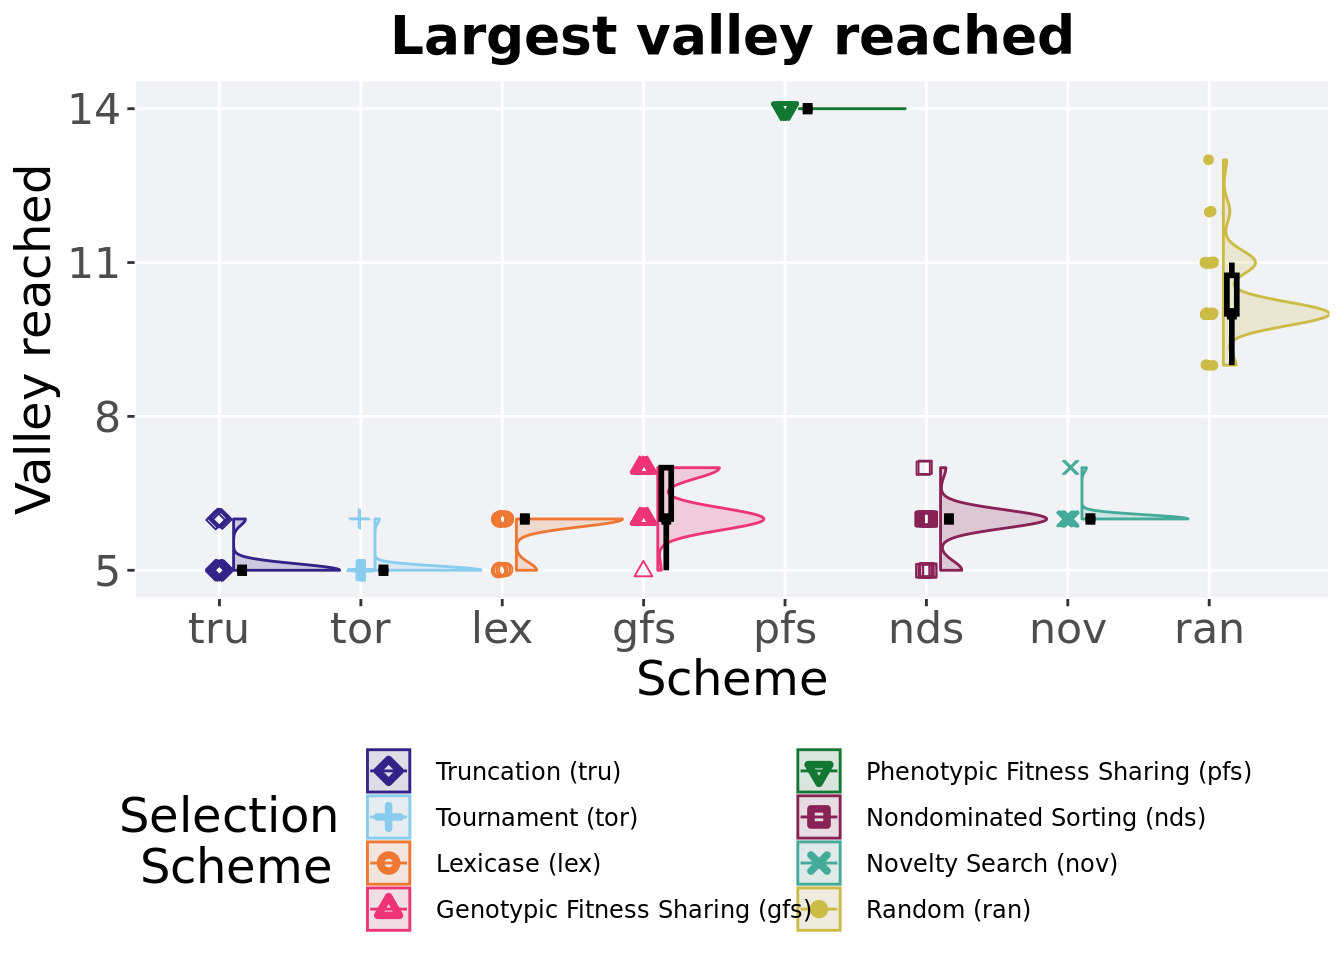 Largest valley reached
Valley reached
14
11
8
5
tru tor lex gfs pfs nds nov ran
Scheme
Selection
Scheme
Truncation (tru)
Tournament (tor)
Lexicase (lex)
Genotypic Fitness Sharing (gfs)
Phenotypic Fitness Sharing (pfs)
Nondominated Sorting (nds)
Novelty Search (nov)
Random (ran)